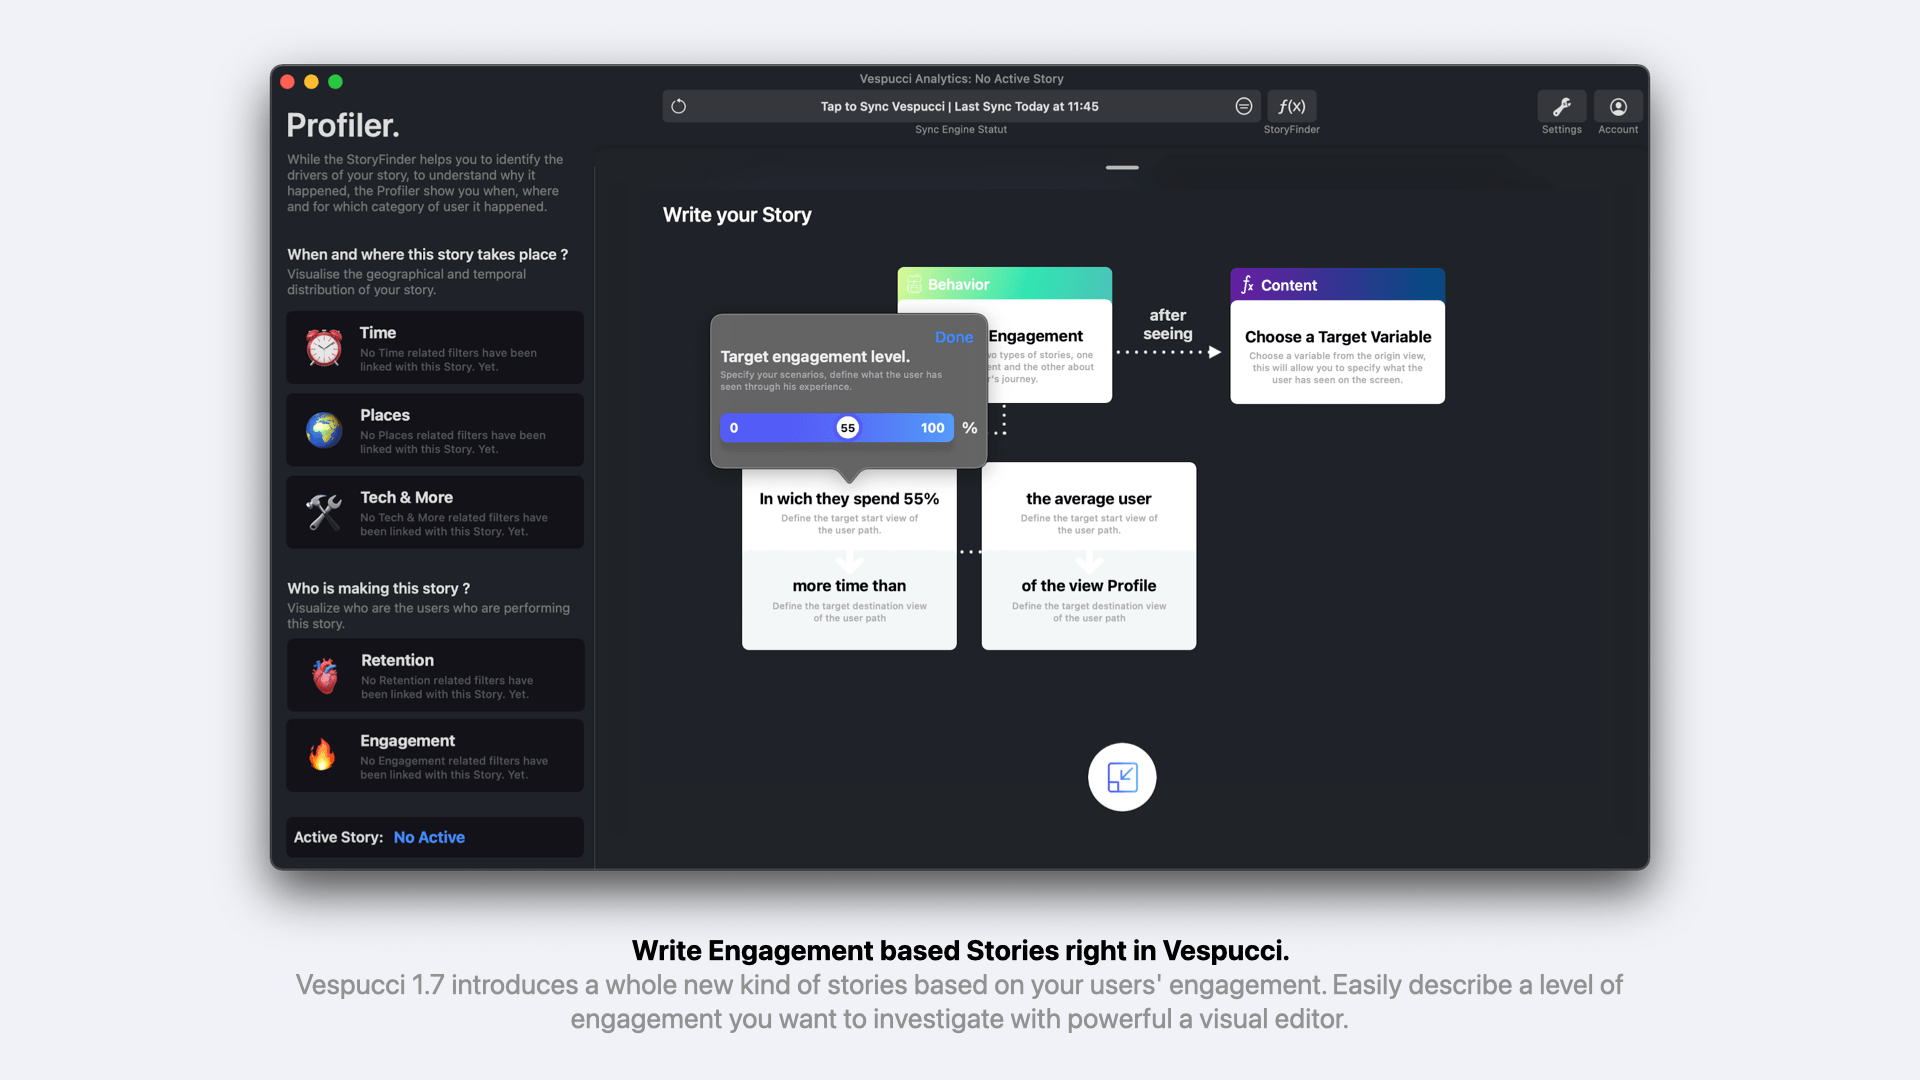 Vespucci Analytics: No Active Story
Tap to Sync Vespucci | Last Sync Today at 11:45
Sync Engine Statut
ƒ(x)
StoryFinder
Settings
Account
Profiler.
While the StoryFinder helps you to identify the
drivers of your story, to understand why it
happened, the Profiler show you when, where
and for which category of user it happened.
When and where this story takes place ?
Visualise the geographical and temporal
distribution of your story.
Time
No Time related filters have been
linked with this Story. Yet.
Places
No Places related filters have been
linked with this Story. Yet.
Tech & More
No Tech & More related filters have
been linked with this Story. Yet.
Who is making this story ?
Visualize who are the users who are performing
this story.
Retention
No Retention related filters have
been linked with this Story. Yet.
Engagement
No Engagement related filters have
been linked with this Story. Yet.
Active Story: No Active
Write your Story
Behavior
Engagement
wo types of stories, one
ent and the other about
r's journey.
after
seeing
fx Content
Choose a Target Variable
Choose a variable from the origin view,
this will allow you to specify what the
user has seen on the screen.
Done
Target engagement level.
Specify your scenarios, define what the user has
seen through his experience.
0 55 100 %
In wich they spend 55%
Define the target start view of
the user path.
more time than
Define the target destination view
of the user path
the average user
Define the target start view of
the user path.
of the view Profile
Define the target destination view
of the user path
Write Engagement based Stories right in Vespucci.
Vespucci 1.7 introduces a whole new kind of stories based on your users' engagement. Easily describe a level of
engagement you want to investigate with powerful a visual editor.